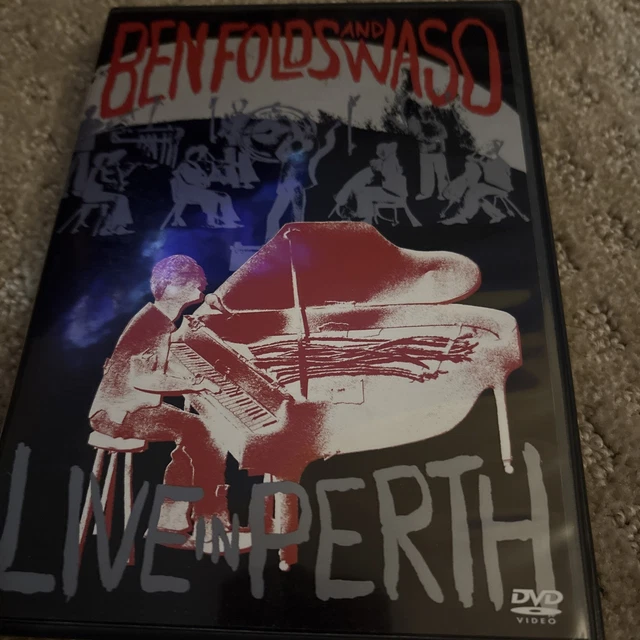 BEN FOLDS AND WASO
LIVE IN PERTH
DVD
VIDEO